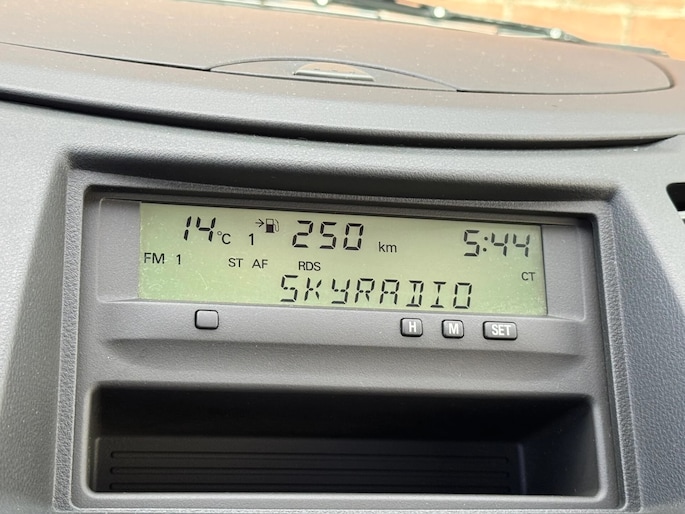 14°C 1 250 km 5:44
FM 1 ST AF RDS CT
SKYRADIO
H M SET